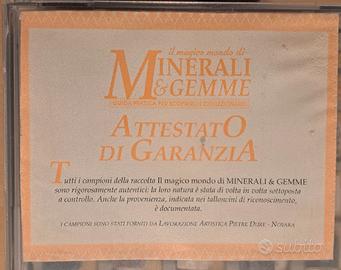 il magico mondo di
MINERALI
& GEMME
GUIDA PRATICA PER SCOPRIRLI E COLLEZIONARLI
ATTESTATO
DI GARANZIA
Tutti i campioni della raccolta Il magico mondo di MINERALI & GEMME
sono rigorosamente autentici: la loro natura è stata di volta in volta sottoposta
a controllo. Anche la provenienza, indicata nei talloncini di riconoscimento,
è documentata.
I CAMPIONI SONO STATI FORNITI DA LAVORAZIONE ARTISTICA PIETRE DURE - NOVARA
subito